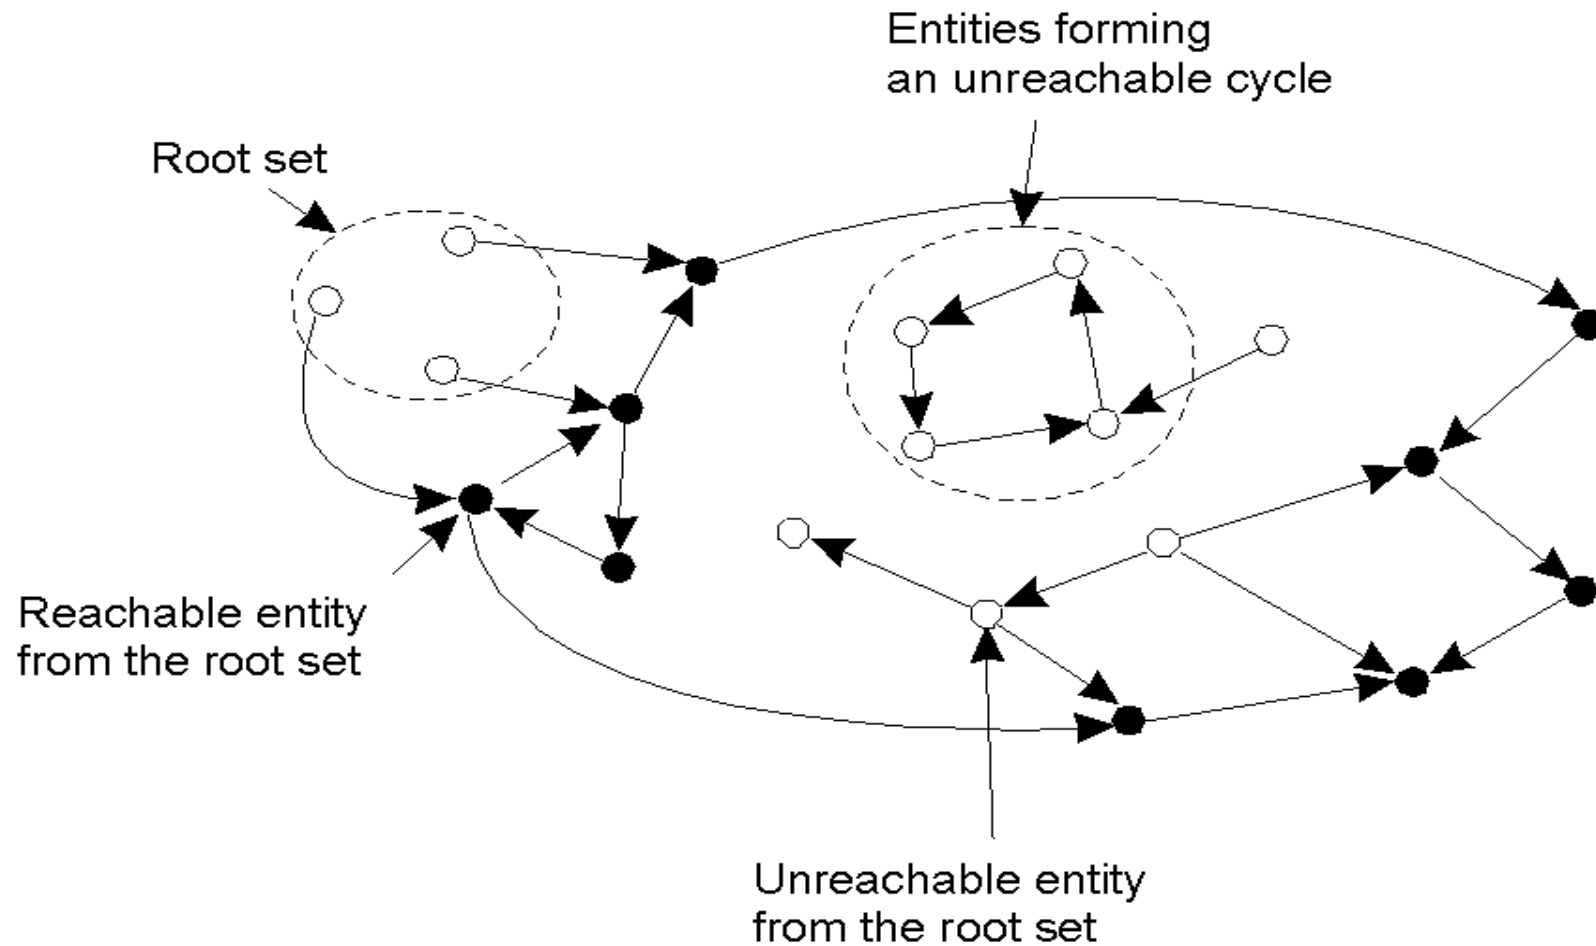 Entities forming
an unreachable cycle
Root set
Reachable entity
from the root set
Unreachable entity
from the root set